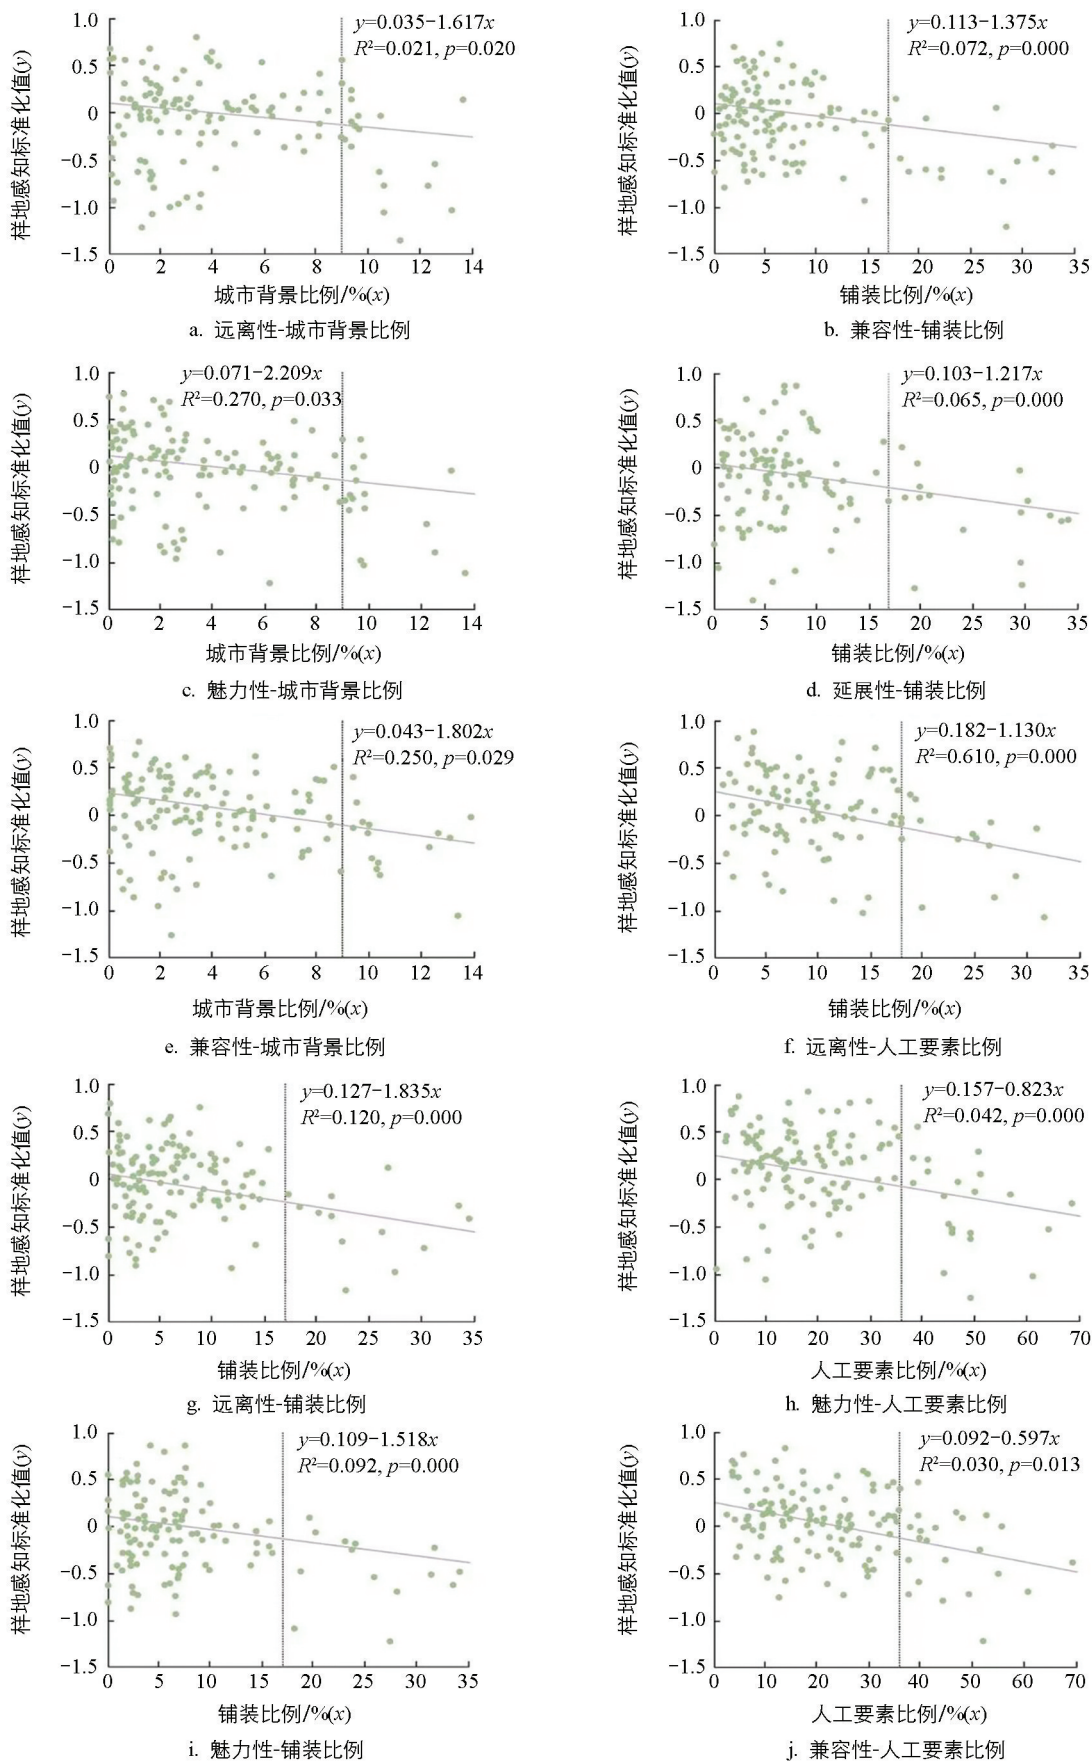 y=0.035−1.617x
R²=0.021, p=0.020
样地感知标准化值(y)
1.0
0.5
0
−0.5
−1.0
−1.5
0 2 4 6 8 10 12 14
城市背景比例/%(x)
a. 远离性-城市背景比例
y=0.113−1.375x
R²=0.072, p=0.000
样地感知标准化值(y)
1.0
0.5
0
−0.5
−1.0
−1.5
0 5 10 15 20 25 30 35
铺装比例/%(x)
b. 兼容性-铺装比例
y=0.071−2.209x
R²=0.270, p=0.033
样地感知标准化值(y)
1.0
0.5
0
−0.5
−1.0
−1.5
0 2 4 6 8 10 12 14
城市背景比例/%(x)
c. 魅力性-城市背景比例
y=0.103−1.217x
R²=0.065, p=0.000
样地感知标准化值(y)
1.0
0.5
0
−0.5
−1.0
−1.5
0 5 10 15 20 25 30 35
铺装比例/%(x)
d. 延展性-铺装比例
y=0.043−1.802x
R²=0.250, p=0.029
样地感知标准化值(y)
1.0
0.5
0
−0.5
−1.0
−1.5
0 2 4 6 8 10 12 14
城市背景比例/%(x)
e. 兼容性-城市背景比例
y=0.182−1.130x
R²=0.610, p=0.000
样地感知标准化值(y)
1.0
0.5
0
−0.5
−1.0
−1.5
0 5 10 15 20 25 30 35
铺装比例/%(x)
f. 远离性-人工要素比例
y=0.127−1.835x
R²=0.120, p=0.000
样地感知标准化值(y)
1.0
0.5
0
−0.5
−1.0
−1.5
0 5 10 15 20 25 30 35
铺装比例/%(x)
g. 远离性-铺装比例
y=0.157−0.823x
R²=0.042, p=0.000
样地感知标准化值(y)
1.0
0.5
0
−0.5
−1.0
−1.5
0 10 20 30 40 50 60 70
人工要素比例/%(x)
h. 魅力性-人工要素比例
y=0.109−1.518x
R²=0.092, p=0.000
样地感知标准化值(y)
1.0
0.5
0
−0.5
−1.0
−1.5
0 5 10 15 20 25 30 35
铺装比例/%(x)
i. 魅力性-铺装比例
y=0.092−0.597x
R²=0.030, p=0.013
样地感知标准化值(y)
1.0
0.5
0
−0.5
−1.0
−1.5
0 10 20 30 40 50 60 70
人工要素比例/%(x)
j. 兼容性-人工要素比例